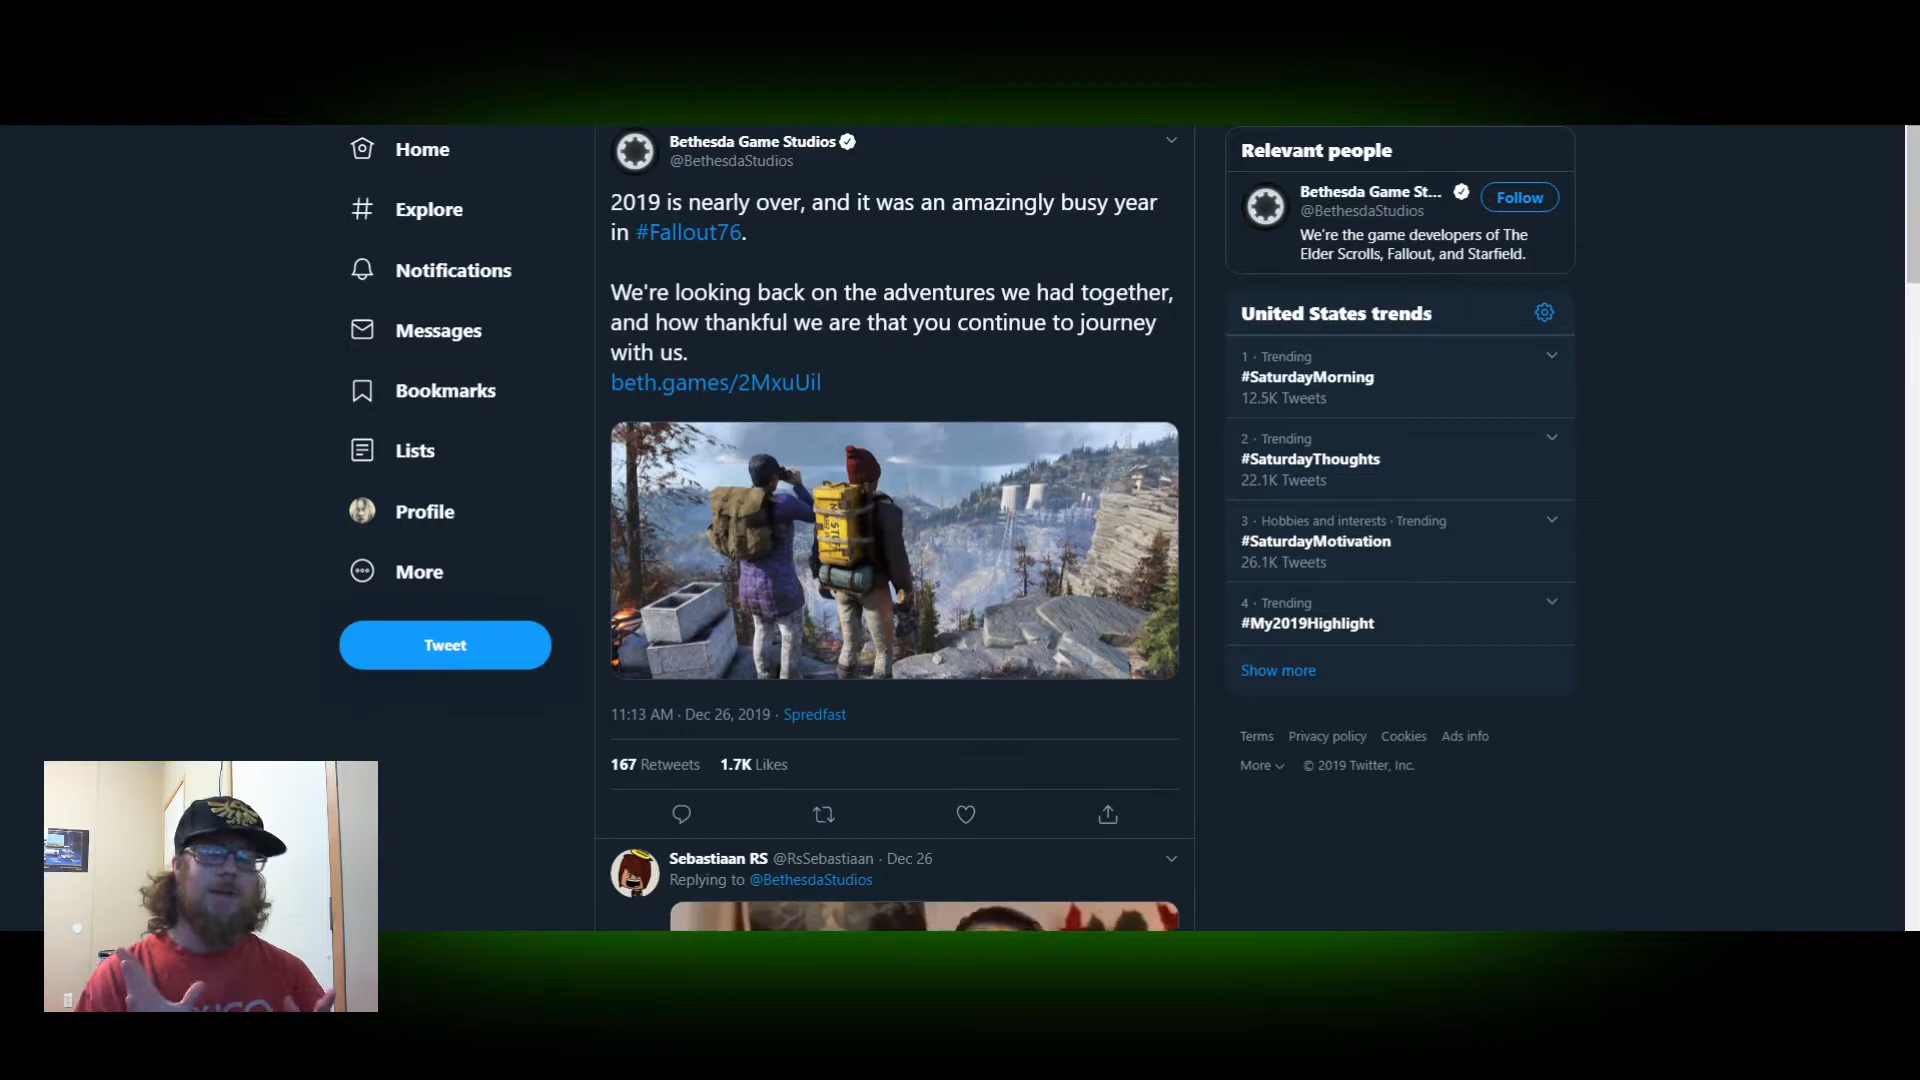 Home
Explore
Notifications
Messages
Bookmarks
Lists
Profile
More
Tweet
Bethesda Game Studios
@BethesdaStudios
2019 is nearly over, and it was an amazingly busy year
in #Fallout76.
We're looking back on the adventures we had together,
and how thankful we are that you continue to journey
with us.
beth.games/2MxuUil
11:13 AM · Dec 26, 2019 · Spredfast
167 Retweets 1.7K Likes
Sebastiaan RS @RsSebastiaan · Dec 26
Replying to @BethesdaStudios
Relevant people
Bethesda Game St...
@BethesdaStudios
Follow
We're the game developers of The
Elder Scrolls, Fallout, and Starfield.
United States trends
1 · Trending
#SaturdayMorning
12.5K Tweets
2 · Trending
#SaturdayThoughts
22.1K Tweets
3 · Hobbies and interests · Trending
#SaturdayMotivation
26.1K Tweets
4 · Trending
#My2019Highlight
Show more
Terms Privacy policy Cookies Ads info
More © 2019 Twitter, Inc.